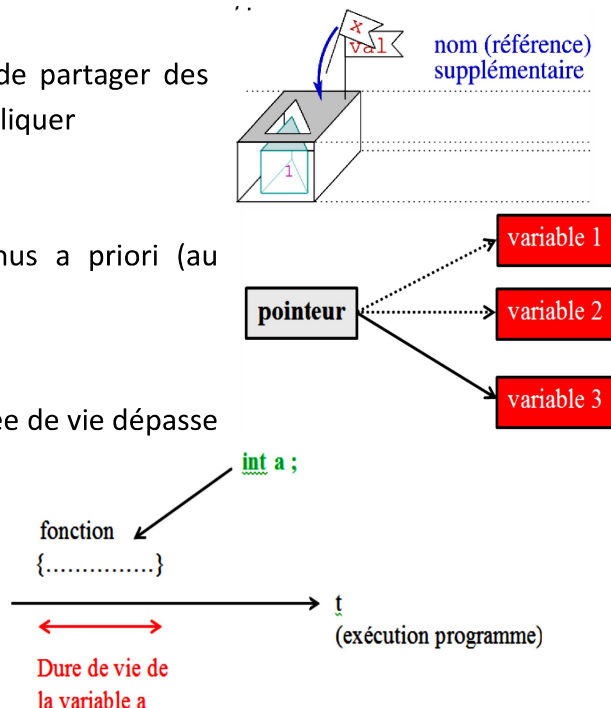 x
val
nom (référence)
supplémentaire
de partager des
liquer
1
nus a priori (au
variable 1
pointeur
variable 2
variable 3
e de vie dépasse
int a ;
fonction
{...............}
t
(exécution programme)
Dure de vie de
la variable a